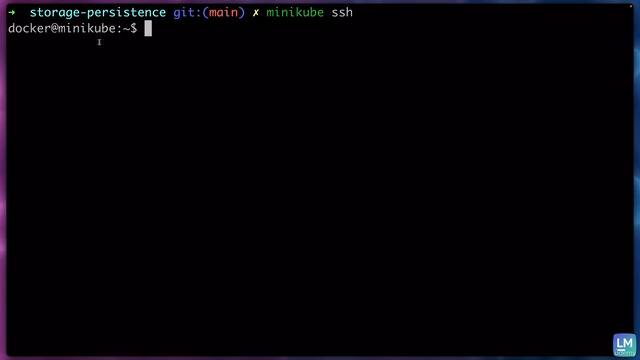 ➜ storage-persistence git:(main) ✗ minikube ssh
docker@minikube:~$
LM